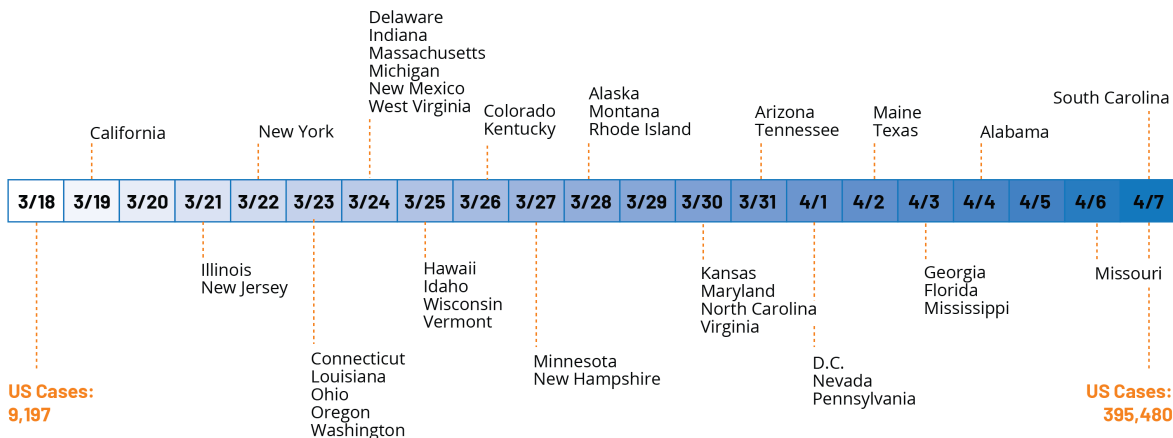 Delaware
Indiana
Massachusetts
Michigan
New Mexico
West Virginia
California
New York
Colorado
Kentucky
Alaska
Montana
Rhode Island
Arizona
Tennessee
Maine
Texas
Alabama
South Carolina
3/18 3/19 3/20 3/21 3/22 3/23 3/24 3/25 3/26 3/27 3/28 3/29 3/30 3/31 4/1 4/2 4/3 4/4 4/5 4/6 4/7
Illinois
New Jersey
Hawaii
Idaho
Wisconsin
Vermont
Kansas
Maryland
North Carolina
Virginia
Georgia
Florida
Mississippi
Missouri
US Cases:
9,197
Connecticut
Louisiana
Ohio
Oregon
Washington
Minnesota
New Hampshire
D.C.
Nevada
Pennsylvania
US Cases:
395,480